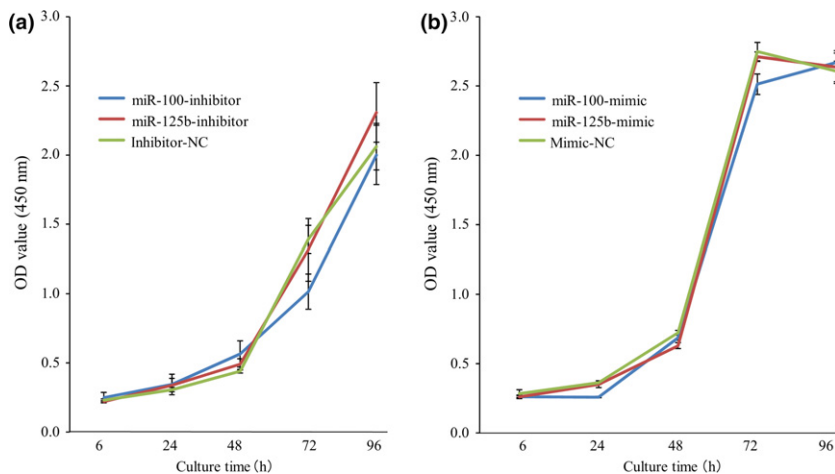 (a)
3.0
2.5
2.0
1.5
1.0
0.5
0.0
OD value (450 nm)
miR-100-inhibitor
miR-125b-inhibitor
Inhibitor-NC
6 24 48 72 96
Culture time (h)
(b)
3.0
2.5
2.0
1.5
1.0
0.5
0.0
OD value (450 nm)
miR-100-mimic
miR-125b-mimic
Mimic-NC
6 24 48 72 96
Culture time (h)